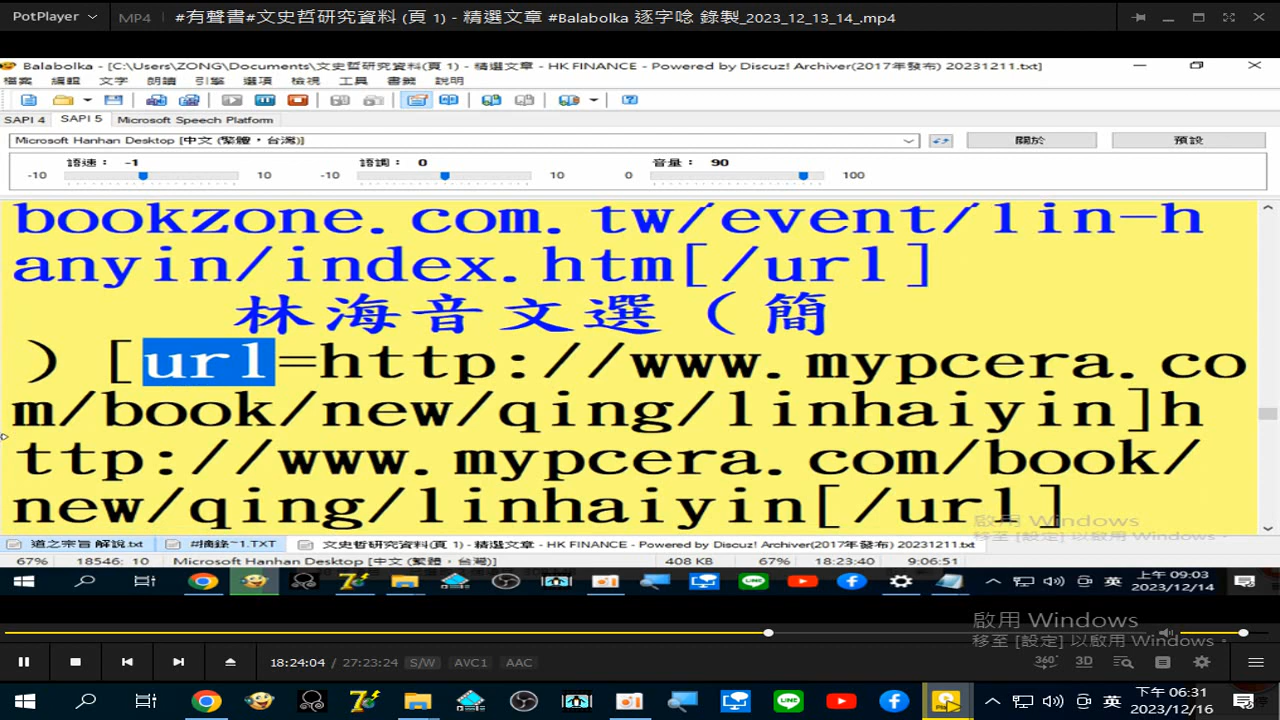 PotPlayer MP4 #有聲書#文史哲研究資料 (頁 1) - 精選文章 #Balabolka 逐字唸 錄製_2023_12_13_14_.mp4
Balabolka - [C:\Users\ZONG\Documents\文史哲研究資料(頁 1) - 精選文章 - HK FINANCE - Powered by Discuz! Archiver(2017年發布) 20231211.txt]
檔案 編輯 文字 朗讀 引擎 選項 檢視 工具 書籤 說明
SAPI 4 SAPI 5 Microsoft Speech Platform
Microsoft Hanhan Desktop [中文 (繁體，台灣)] 關於 預設
語速： -1 語調： 0 音量： 90
-10 10 -10 10 0 100
bookzone.com.tw/event/lin-h
anyin/index.htm[/url]
林海音文選（簡
）[url=http://www.mypcera.co
m/book/new/qing/linhaiyin]h
ttp://www.mypcera.com/book/
new/qing/linhaiyin[/url]
啟用 Windows
移至 [設定] 以啟用 Windows。
道之宗旨 解說.txt #摘錄~1.TXT 文史哲研究資料(頁 1) - 精選文章 - HK FINANCE - Powered by Discuz! Archiver(2017年發布) 20231211.txt
67% 18546: 10 Microsoft Hanhan Desktop [中文 (繁體，台灣)] 408 KB 67% 18:23:40 9:06:51
英 上午 09:03
2023/12/14
啟用 Windows
移至 [設定] 以啟用 Windows。
18:24:04 / 27:23:24 S/W AVC1 AAC 360° 3D
英 下午 06:31
2023/12/16